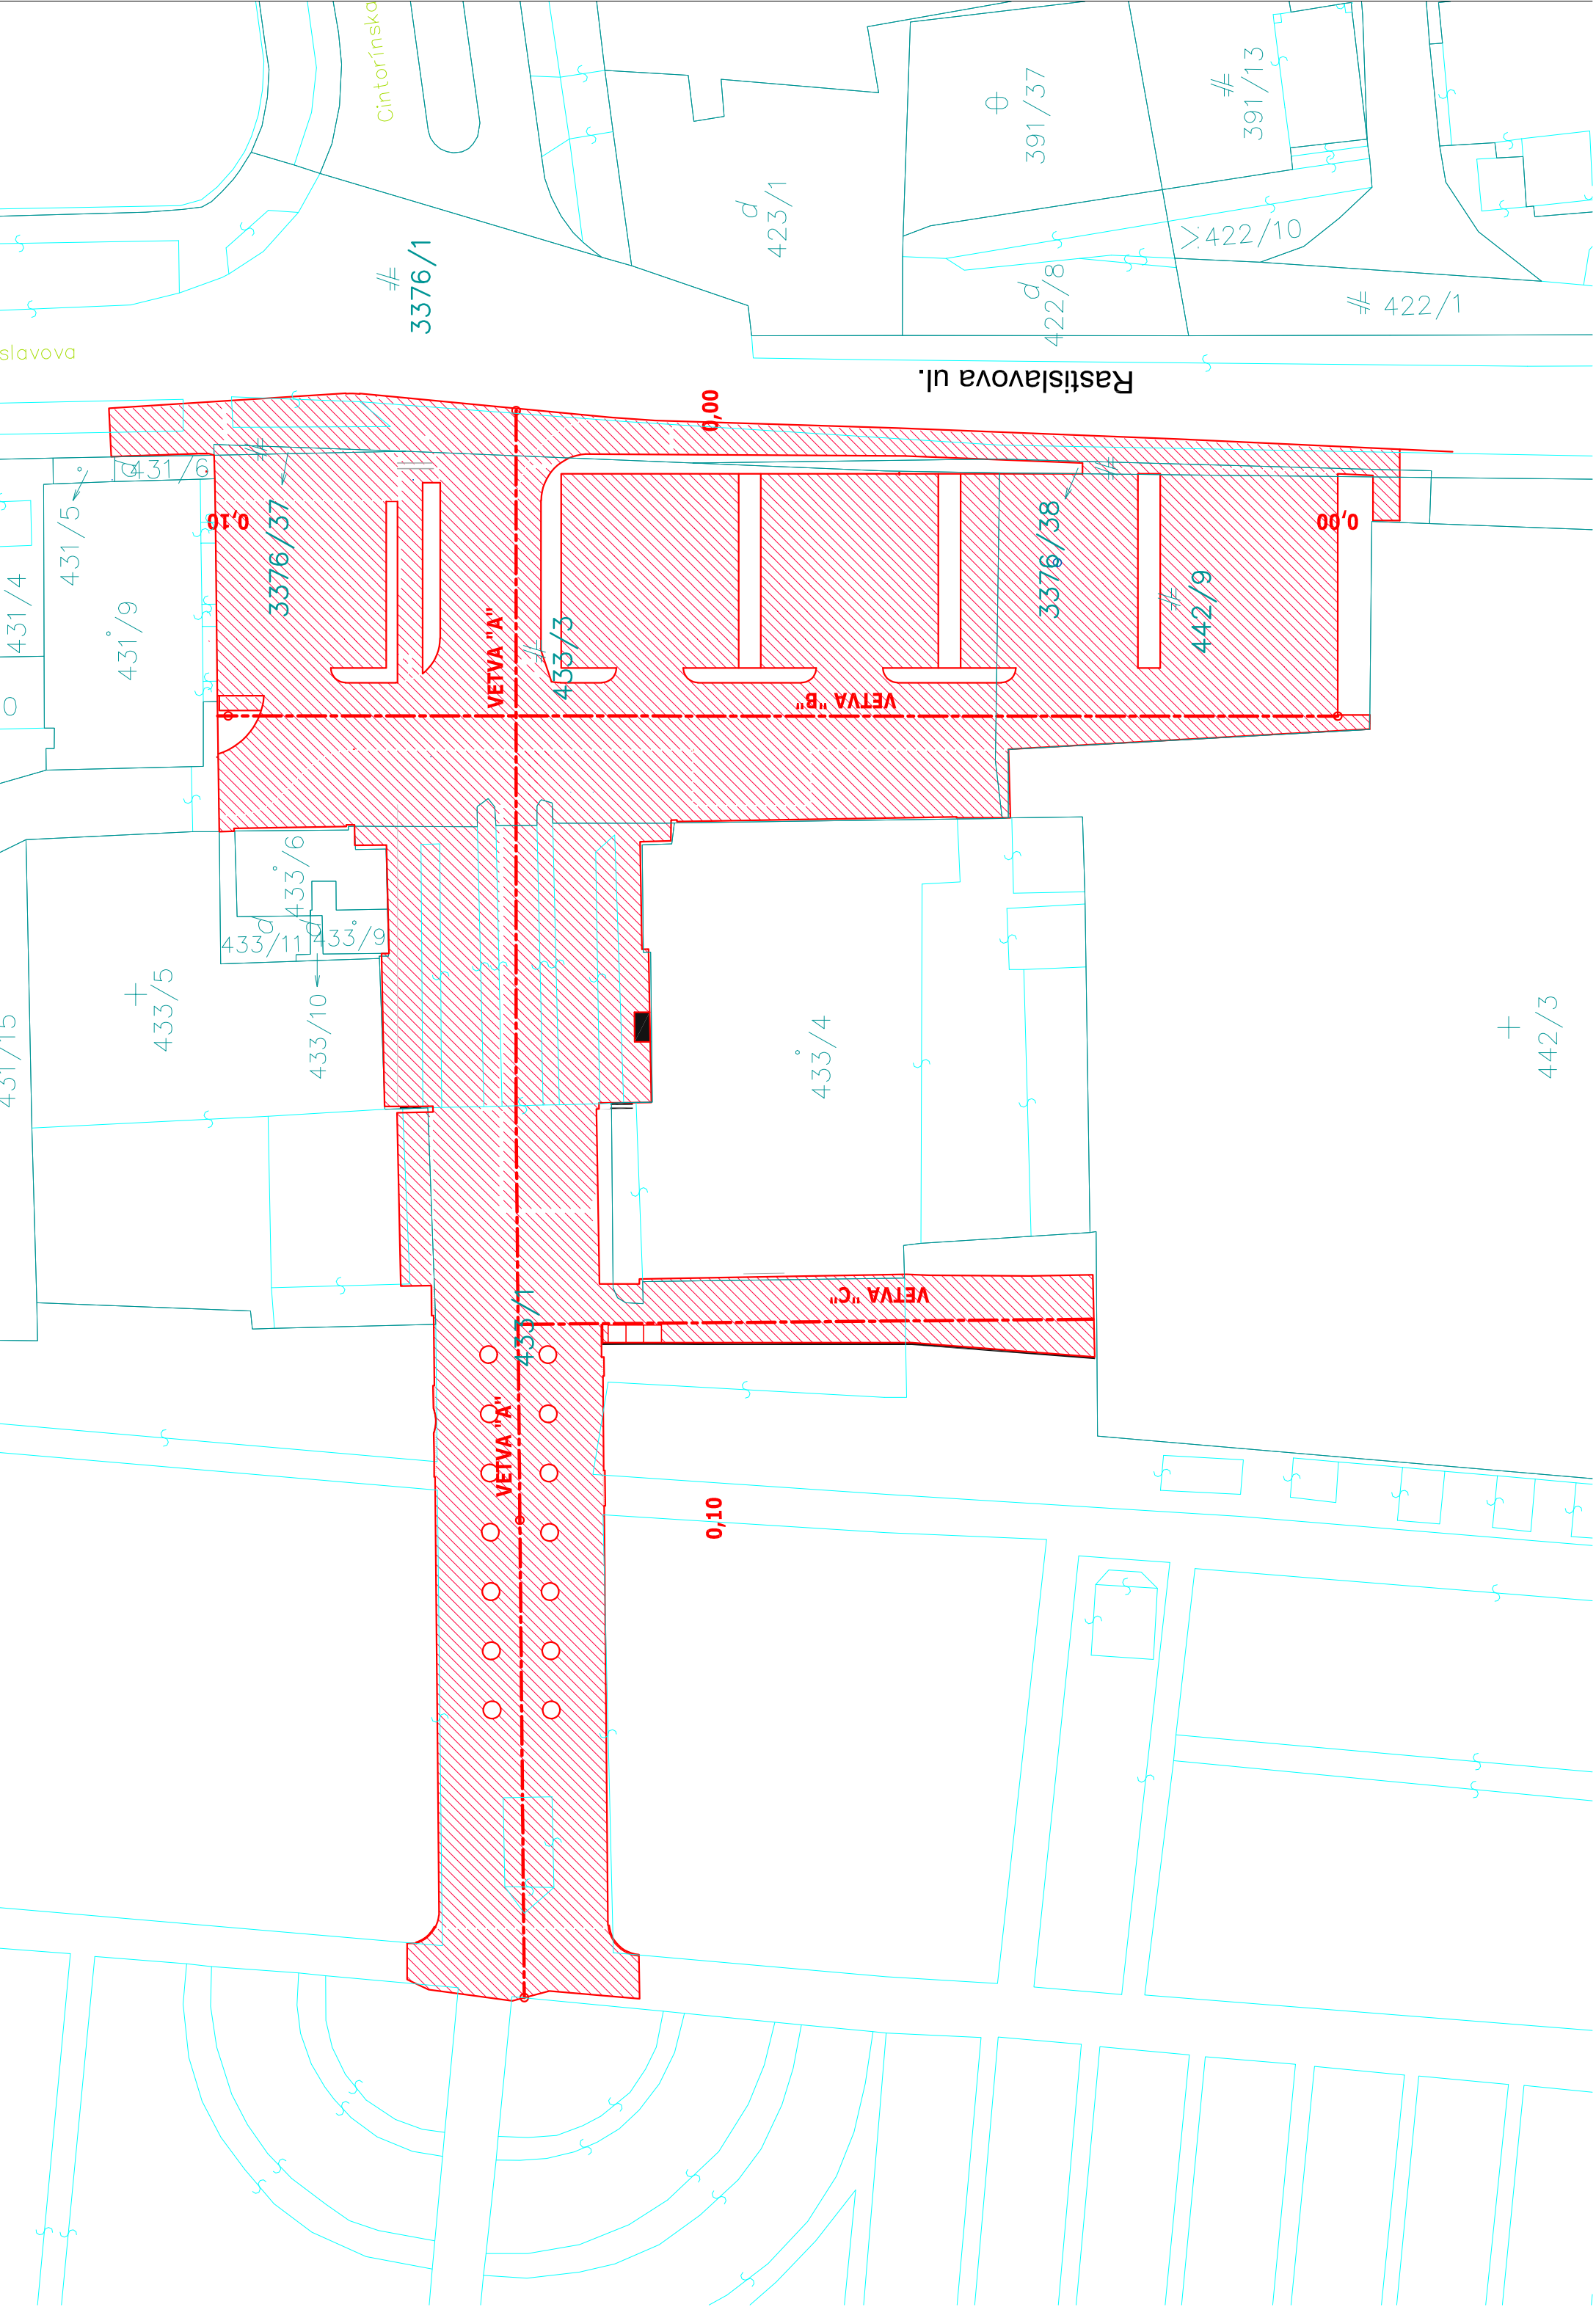 Cintorínska
391/37
391/13
d
423/1
422/10
3376/1
d
422/8
422/1
slavova
Rastislavova ul.
0,00
431/6
d
431/5
0,10
3376/37
3376/38
0,00
431/4
431/9
442/9
VETVA "A"
433/3
VETVA "B"
0
433/6
d
d
433/11
433/9
433/5
433/10
433/4
442/3
431/15
VETVA "C"
433/1
VETVA "A"
0,10